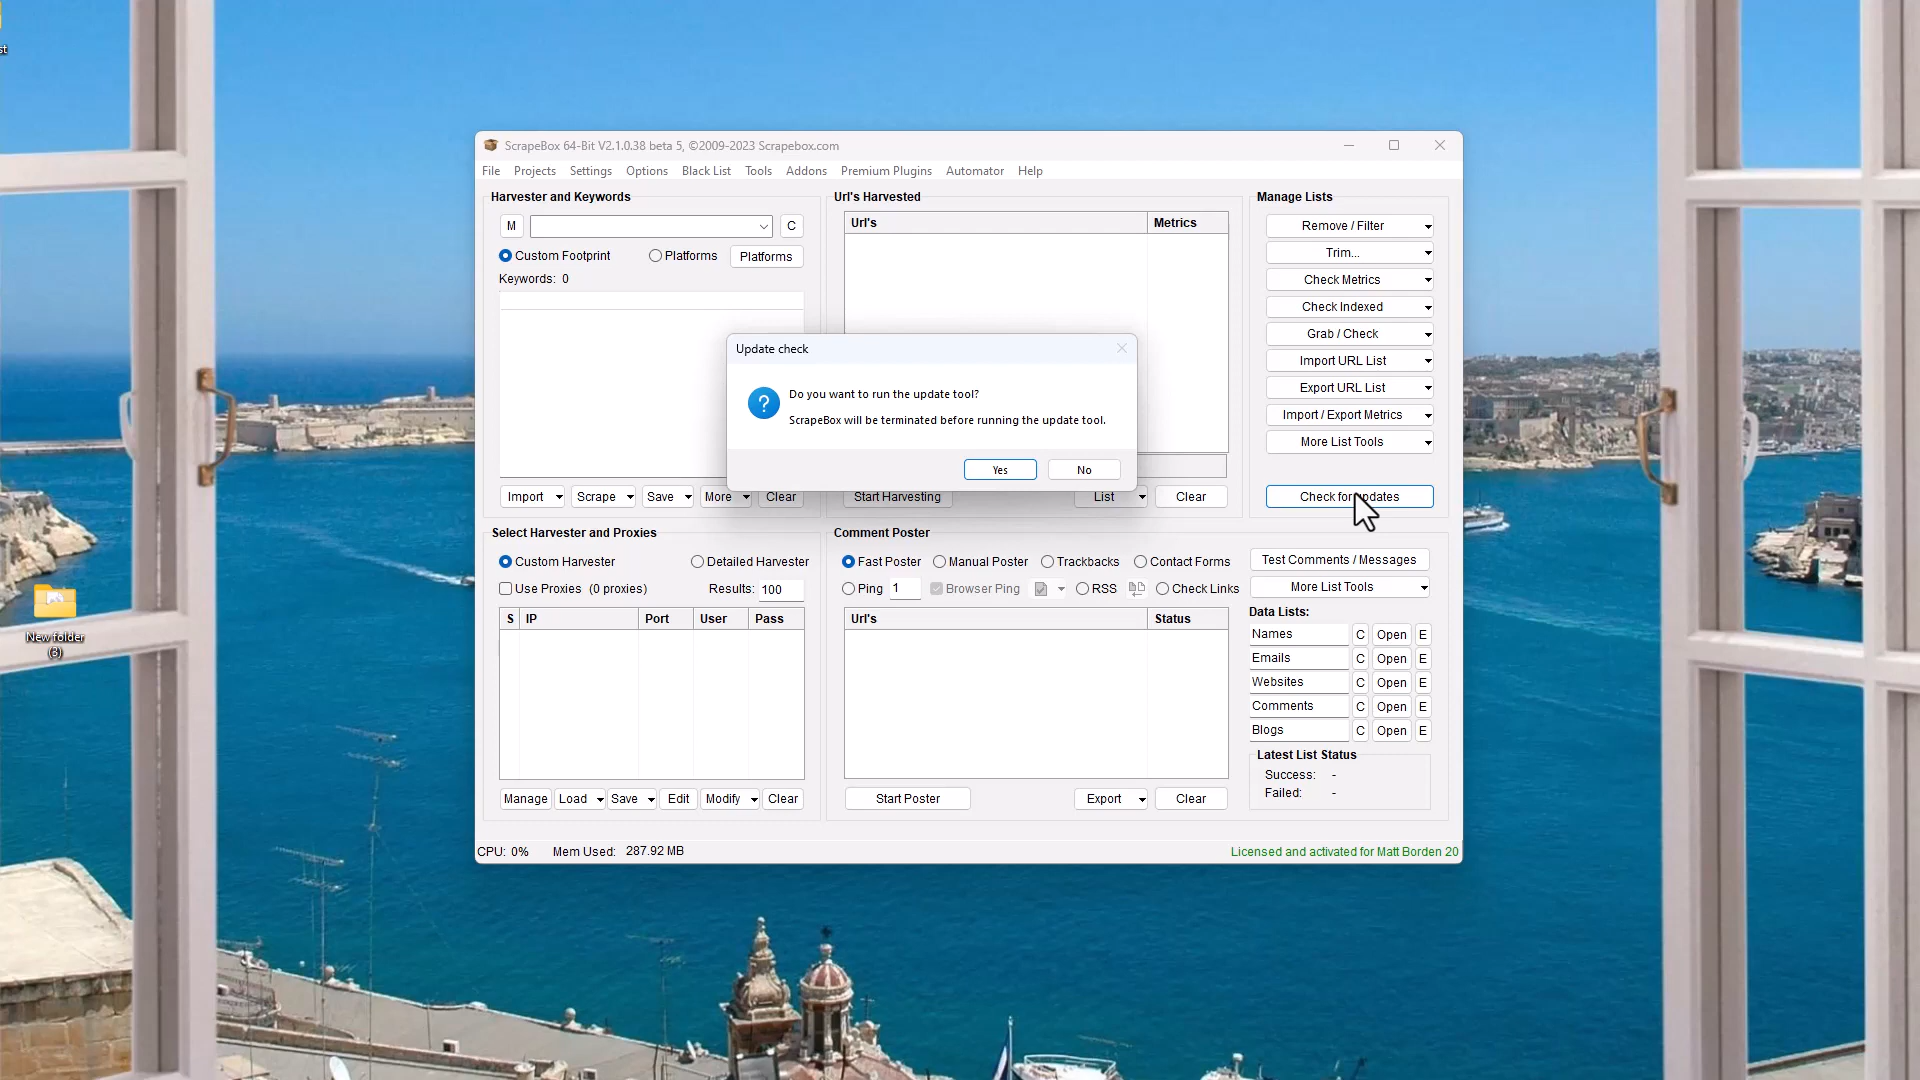 st
New folder
(3)
ScrapeBox 64-Bit V2.1.0.38 beta 5, ©2009-2023 Scrapebox.com
File Projects Settings Options Black List Tools Addons Premium Plugins Automator Help
Harvester and Keywords
M
C
Custom Footprint
Platforms
Platforms
Keywords: 0
Import
Scrape
Save
More
Clear
Url's Harvested
Url's
Metrics
Start Harvesting
List
Clear
Manage Lists
Remove / Filter
Trim...
Check Metrics
Check Indexed
Grab / Check
Import URL List
Export URL List
Import / Export Metrics
More List Tools
Check for Updates
Update check
Do you want to run the update tool?
ScrapeBox will be terminated before running the update tool.
Yes
No
Select Harvester and Proxies
Custom Harvester
Detailed Harvester
Use Proxies (0 proxies)
Results: 100
S IP Port User Pass
Manage
Load
Save
Edit
Modify
Clear
Comment Poster
Fast Poster
Manual Poster
Trackbacks
Contact Forms
Ping 1
Browser Ping
RSS
Check Links
Url's
Status
Start Poster
Export
Clear
Test Comments / Messages
More List Tools
Data Lists:
Names C Open E
Emails C Open E
Websites C Open E
Comments C Open E
Blogs C Open E
Latest List Status
Success: -
Failed: -
CPU: 0% Mem Used: 287.92 MB
Licensed and activated for Matt Borden 20